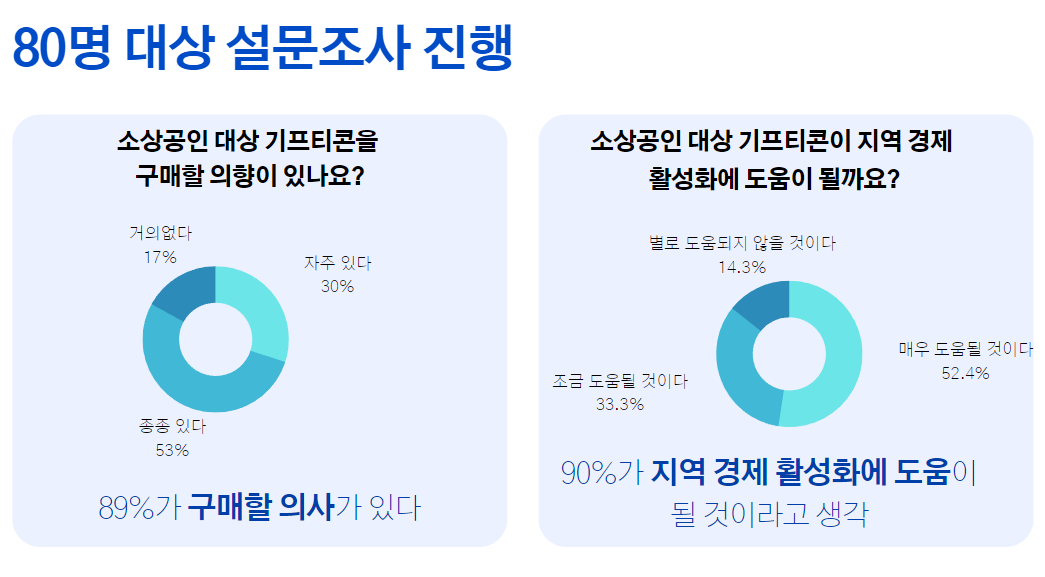 80명 대상 설문조사 진행
소상공인 대상 기프티콘을
구매할 의향이 있나요?
거의없다
17%
자주 있다
30%
종종 있다
53%
89%가 구매할 의사가 있다
소상공인 대상 기프티콘이 지역 경제
활성화에 도움이 될까요?
별로 도움되지 않을 것이다
14.3%
매우 도움될 것이다
52.4%
조금 도움될 것이다
33.3%
90%가 지역 경제 활성화에 도움이
될 것이라고 생각